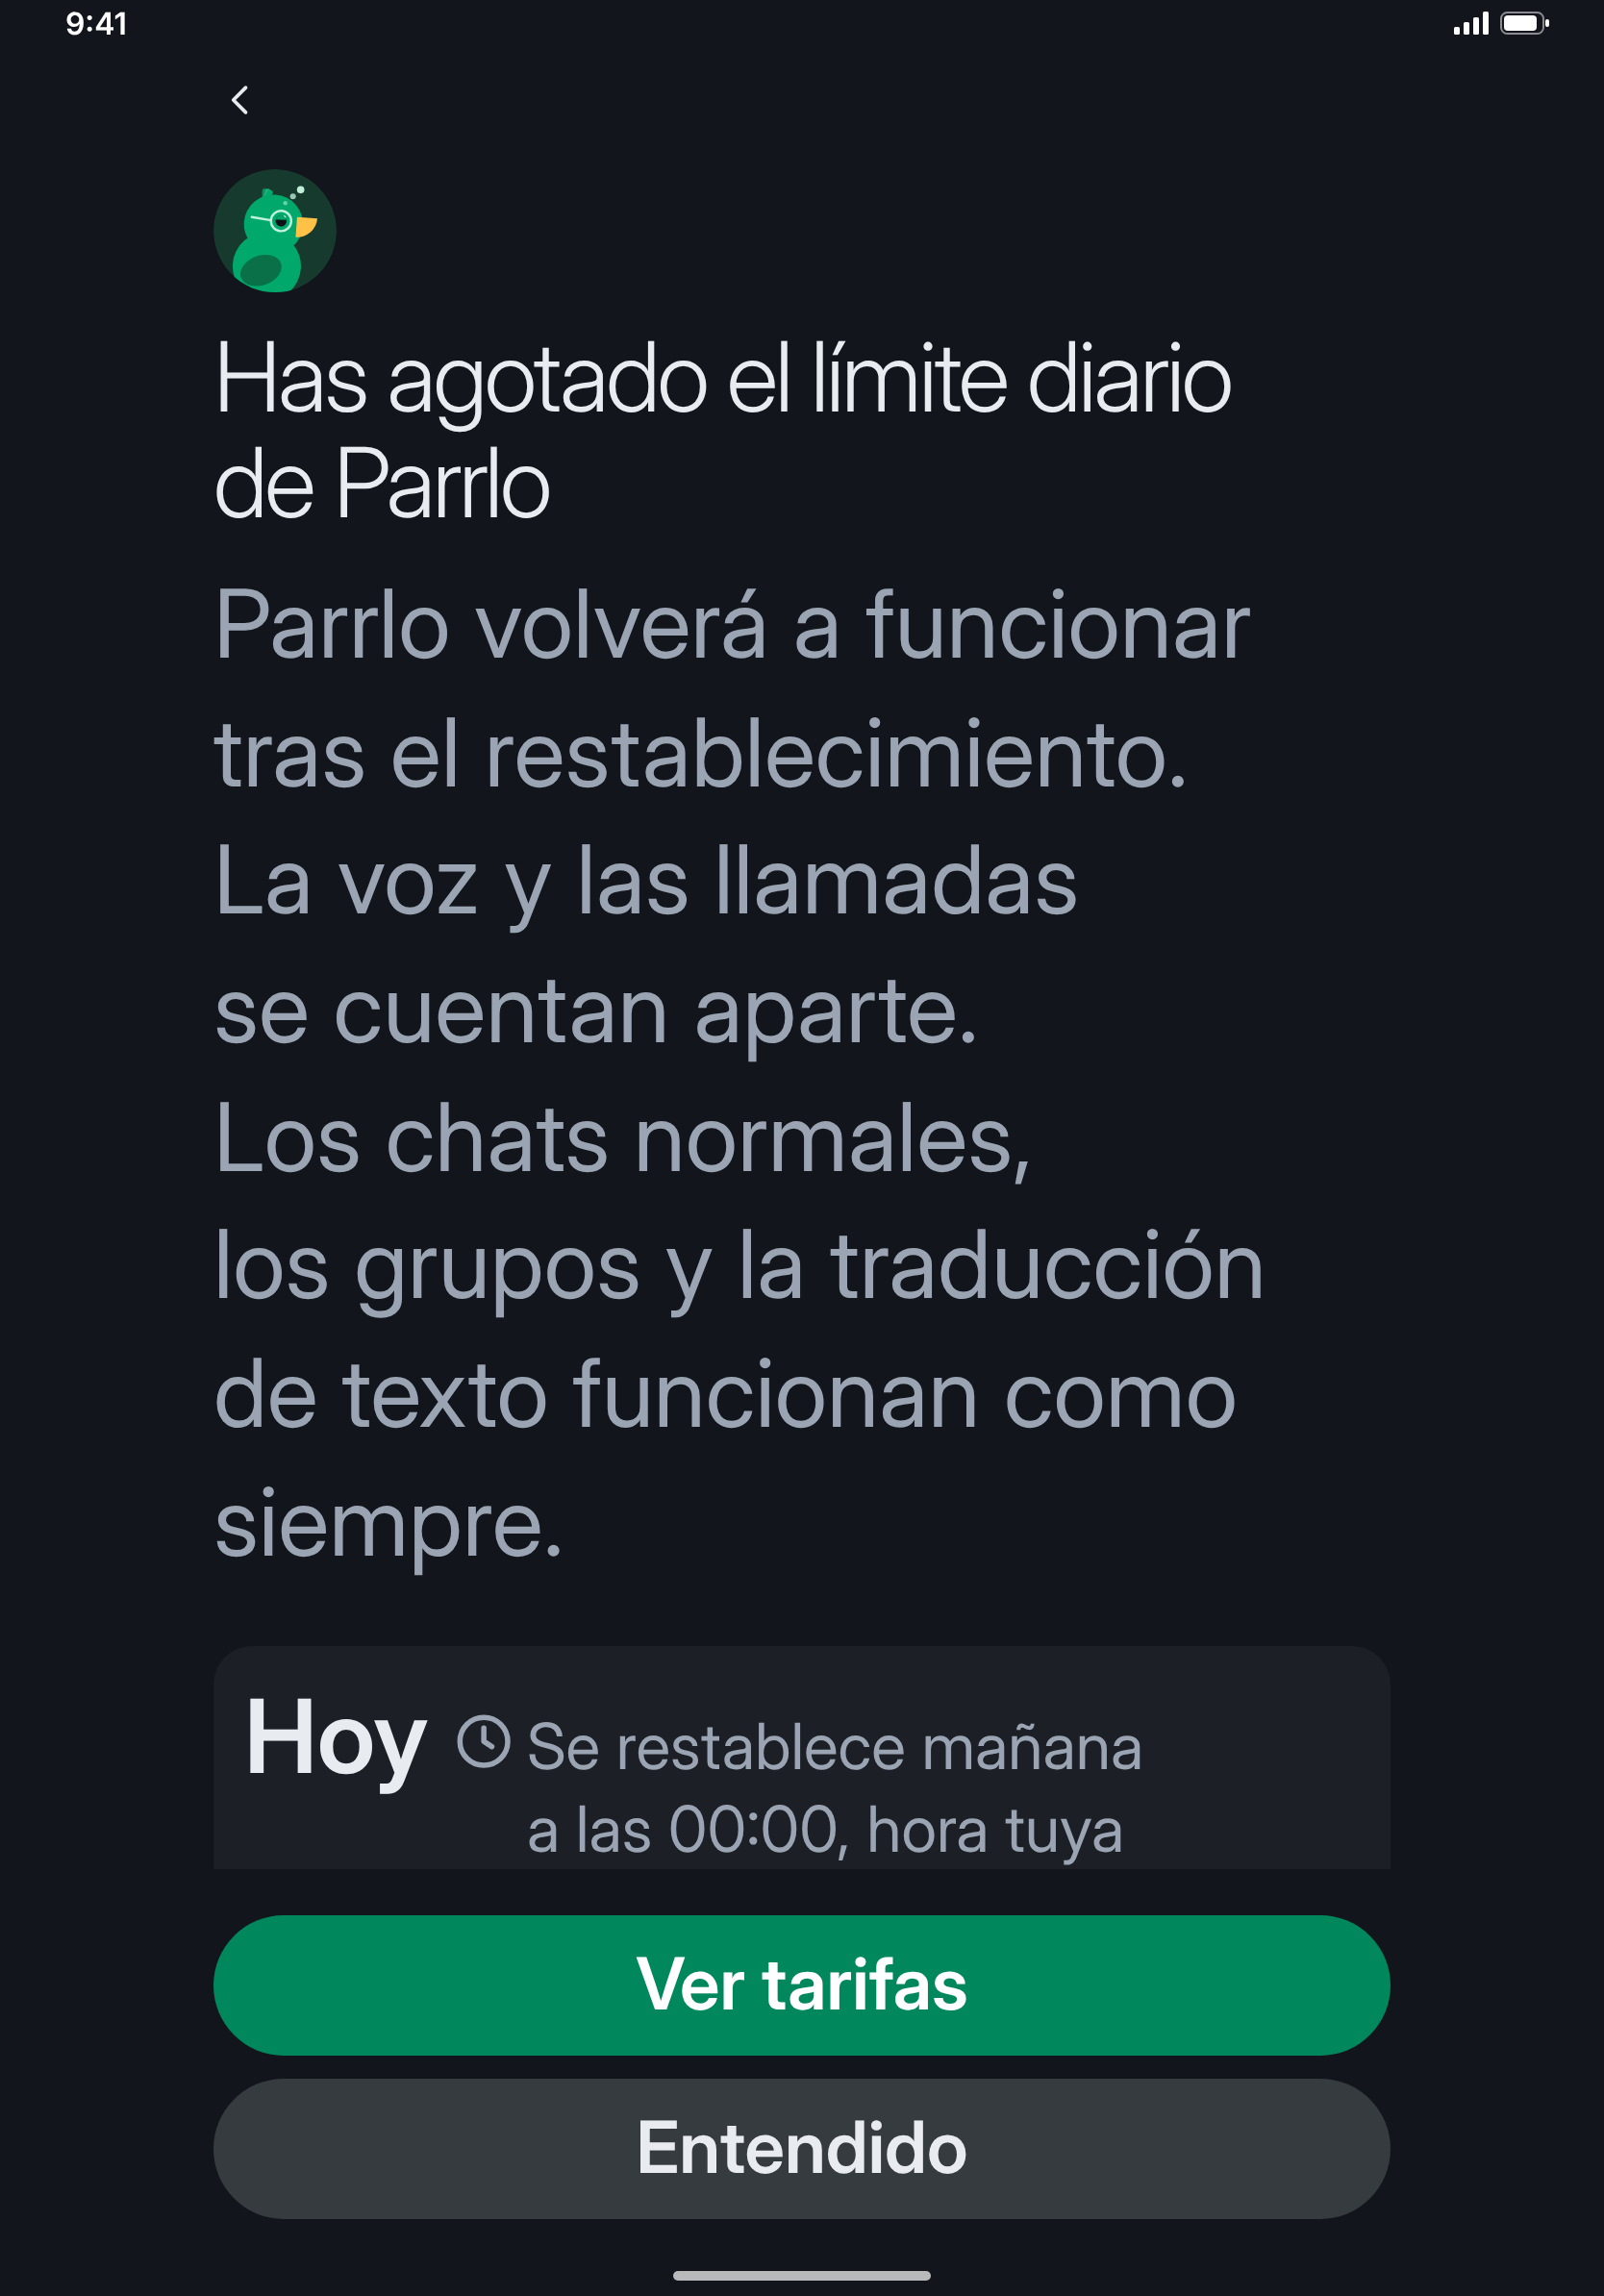 9:41
Has agotado el límite diario
de Parrlo
Parrlo volverá a funcionar
tras el restablecimiento.
La voz y las llamadas
se cuentan aparte.
Los chats normales,
los grupos y la traducción
de texto funcionan como
siempre.
Hoy
Se restablece mañana
a las 00:00, hora tuya
Ver tarifas
Entendido